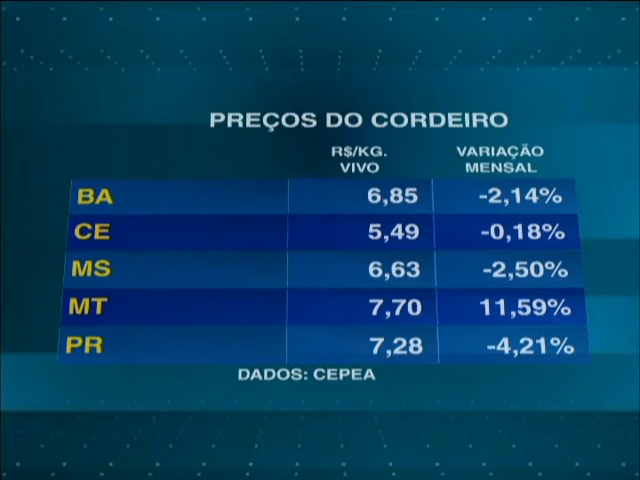 PREÇOS DO CORDEIRO
R$/KG. VARIAÇÃO
VIVO MENSAL
BA 6,85 -2,14%
CE 5,49 -0,18%
MS 6,63 -2,50%
MT 7,70 11,59%
PR 7,28 -4,21%
DADOS: CEPEA